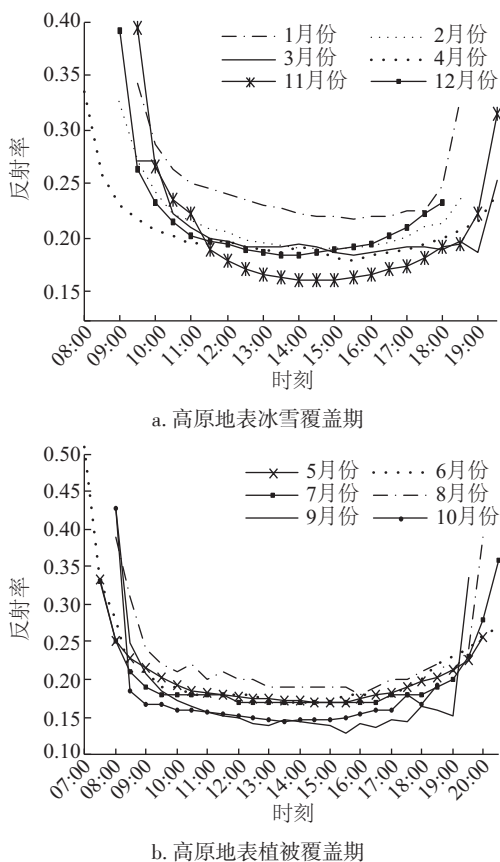 0.40
1月份
2月份
3月份
4月份
11月份
12月份
0.35
0.30
反射率
0.25
0.20
0.15
08:00
09:00
10:00
11:00
12:00
13:00
14:00
15:00
16:00
17:00
18:00
19:00
时刻
a. 高原地表冰雪覆盖期
0.50
0.45
5月份
6月份
7月份
8月份
9月份
10月份
0.40
0.35
反射率
0.30
0.25
0.20
0.15
0.10
07:00
08:00
09:00
10:00
11:00
12:00
13:00
14:00
15:00
16:00
17:00
18:00
19:00
20:00
时刻
b. 高原地表植被覆盖期